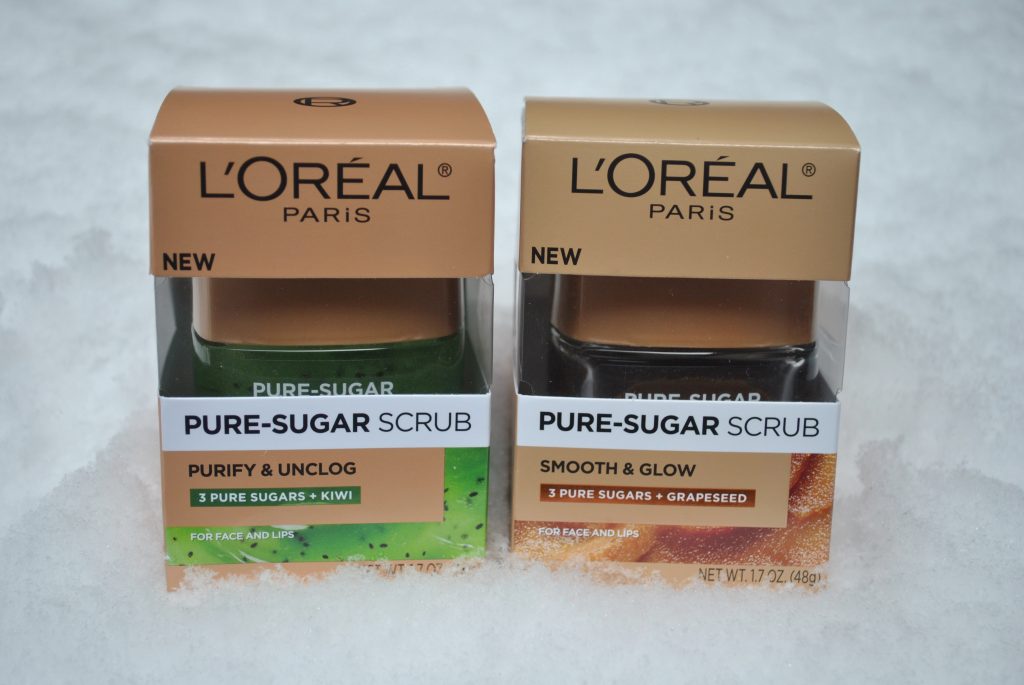 L'ORÉAL®
PARiS
NEW
PURE-SUGAR
PURE-SUGAR SCRUB
PURIFY & UNCLOG
3 PURE SUGARS + KIWI
FOR FACE AND LIPS
L'ORÉAL®
PARiS
NEW
PURE-SUGAR
PURE-SUGAR SCRUB
SMOOTH & GLOW
3 PURE SUGARS + GRAPESEED
FOR FACE AND LIPS
NET WT. 1.7 OZ. (48g)